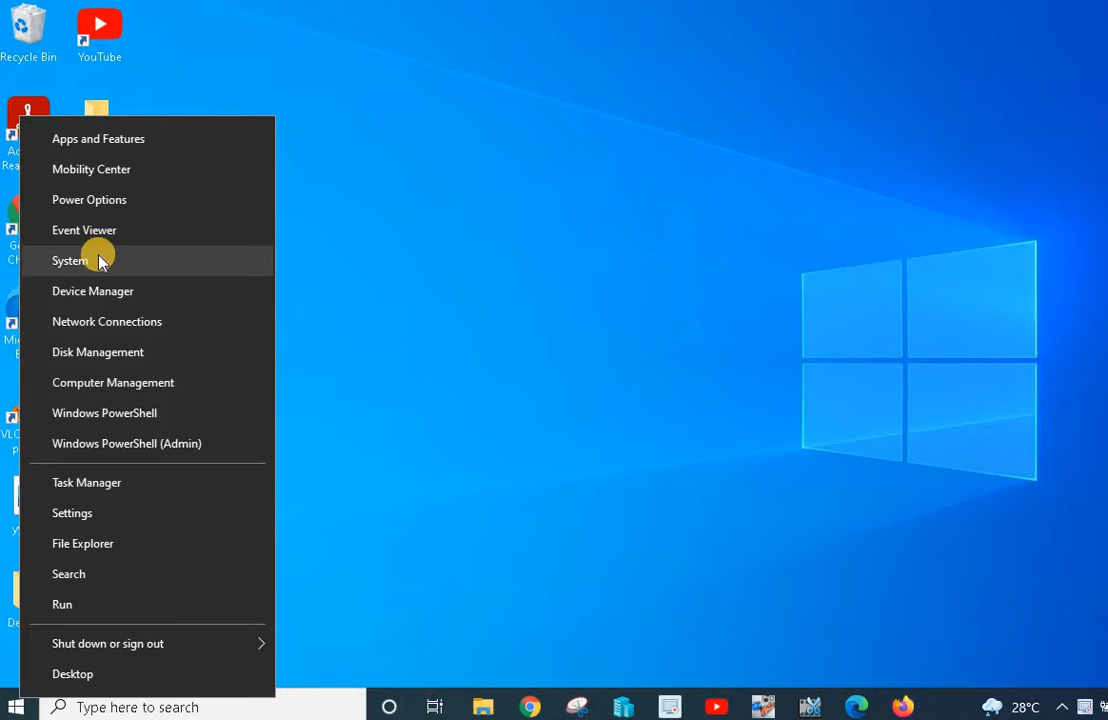 Recycle Bin
YouTube
Apps and Features
Mobility Center
Power Options
Event Viewer
System
Device Manager
Network Connections
Disk Management
Computer Management
Windows PowerShell
Windows PowerShell (Admin)
Task Manager
Settings
File Explorer
Search
Run
Shut down or sign out
Desktop
Type here to search
28°C